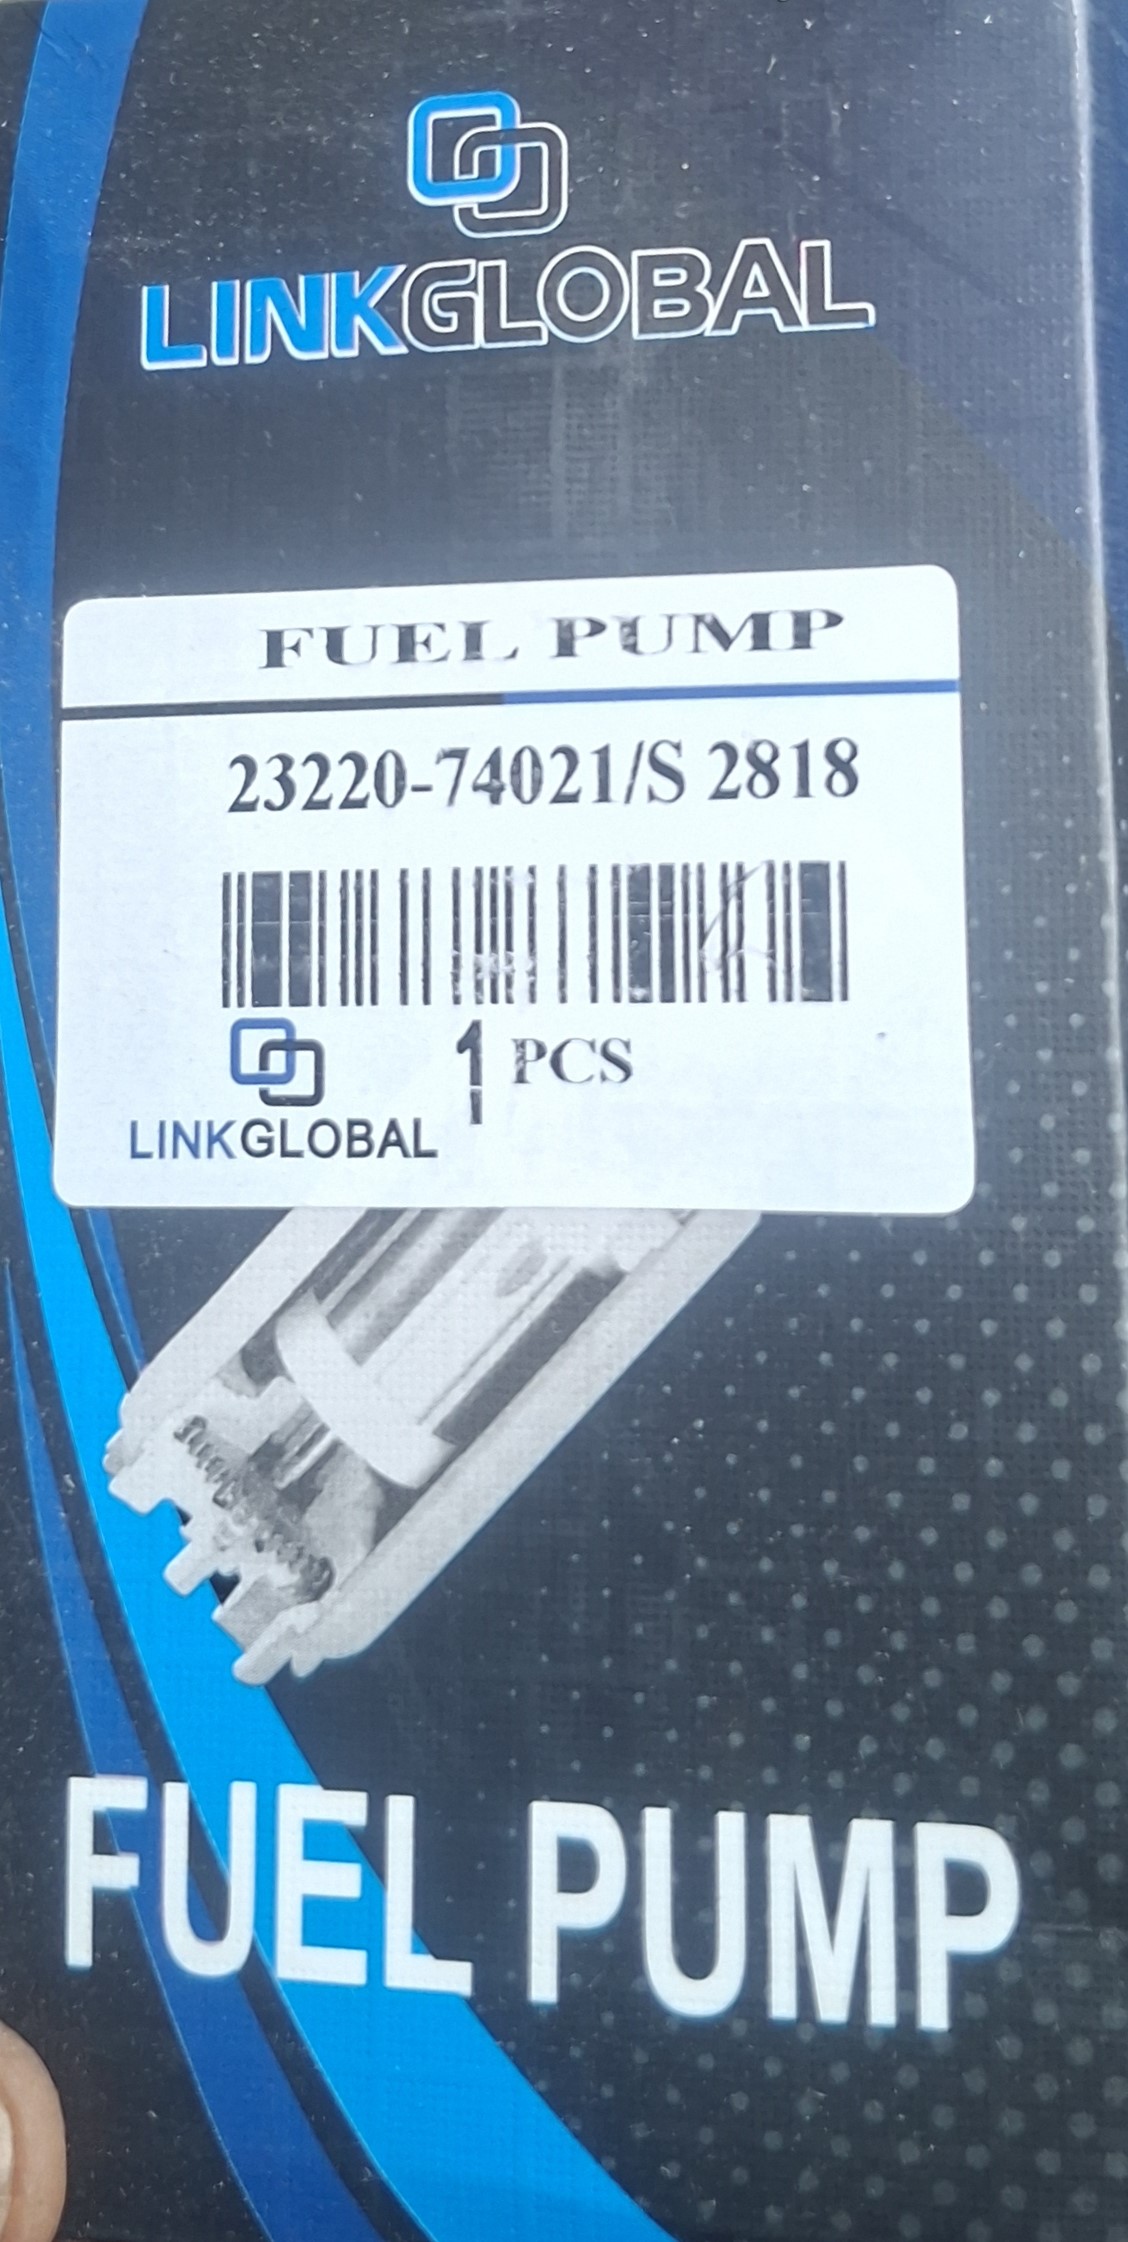 LINKGLOBAL
FUEL PUMP
23220-74021/S 2818
1 PCS
LINKGLOBAL
FUEL PUMP